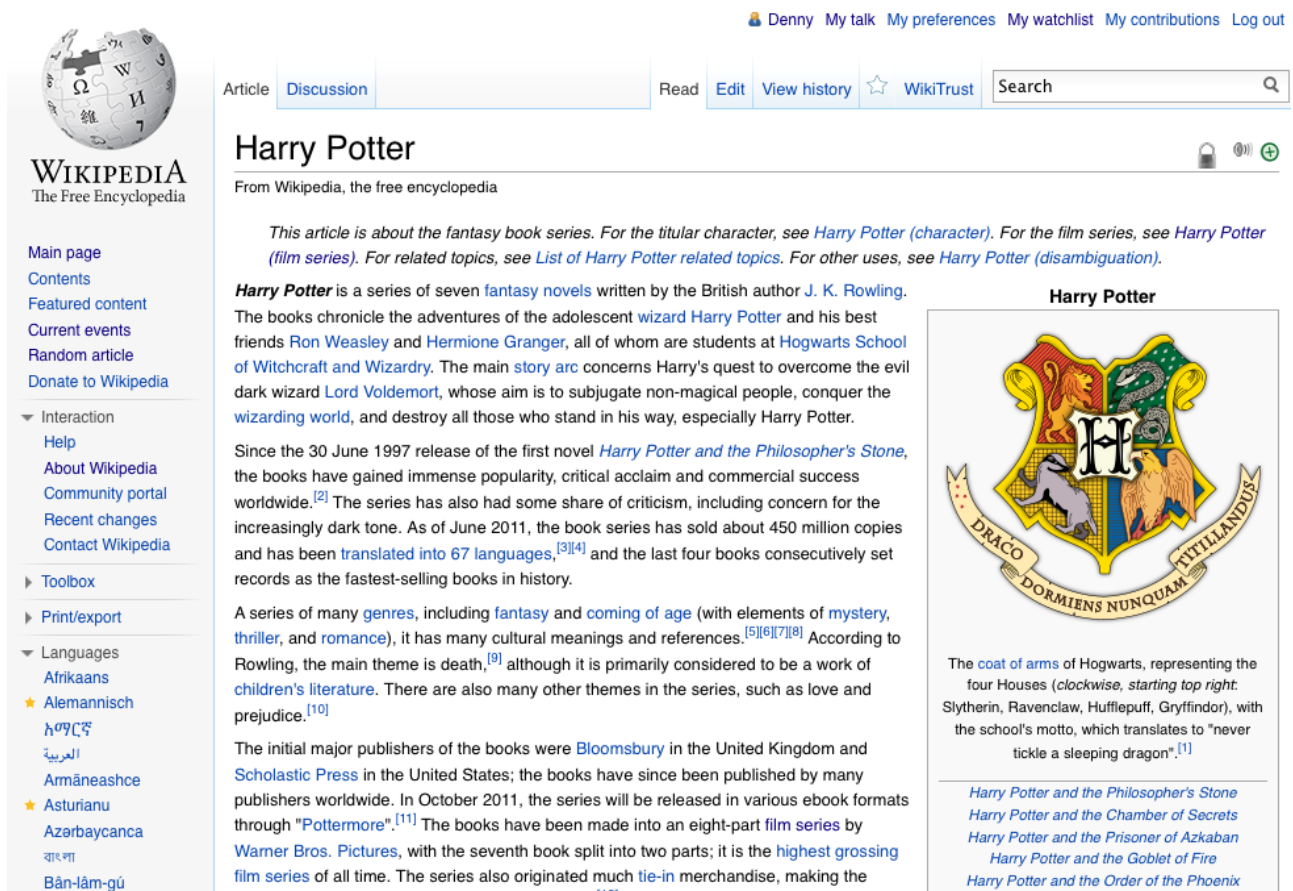 Denny My talk My preferences My watchlist My contributions Log out
WIKIPEDIA
The Free Encyclopedia
Article Discussion Read Edit View history WikiTrust Search
Main page
Contents
Featured content
Current events
Random article
Donate to Wikipedia
Interaction
Help
About Wikipedia
Community portal
Recent changes
Contact Wikipedia
Toolbox
Print/export
Languages
Afrikaans
Alemannisch
አማርኛ
العربية
Armãneashce
Asturianu
Azərbaycanca
বাংলা
Bân-lâm-gú
Harry Potter
From Wikipedia, the free encyclopedia
This article is about the fantasy book series. For the titular character, see Harry Potter (character). For the film series, see Harry Potter
(film series). For related topics, see List of Harry Potter related topics. For other uses, see Harry Potter (disambiguation).
Harry Potter is a series of seven fantasy novels written by the British author J. K. Rowling.
The books chronicle the adventures of the adolescent wizard Harry Potter and his best
friends Ron Weasley and Hermione Granger, all of whom are students at Hogwarts School
of Witchcraft and Wizardry. The main story arc concerns Harry's quest to overcome the evil
dark wizard Lord Voldemort, whose aim is to subjugate non-magical people, conquer the
wizarding world, and destroy all those who stand in his way, especially Harry Potter.
Since the 30 June 1997 release of the first novel Harry Potter and the Philosopher's Stone,
the books have gained immense popularity, critical acclaim and commercial success
worldwide.[2] The series has also had some share of criticism, including concern for the
increasingly dark tone. As of June 2011, the book series has sold about 450 million copies
and has been translated into 67 languages,[3][4] and the last four books consecutively set
records as the fastest-selling books in history.
A series of many genres, including fantasy and coming of age (with elements of mystery,
thriller, and romance), it has many cultural meanings and references.[5][6][7][8] According to
Rowling, the main theme is death,[9] although it is primarily considered to be a work of
children's literature. There are also many other themes in the series, such as love and
prejudice.[10]
The initial major publishers of the books were Bloomsbury in the United Kingdom and
Scholastic Press in the United States; the books have since been published by many
publishers worldwide. In October 2011, the series will be released in various ebook formats
through "Pottermore".[11] The books have been made into an eight-part film series by
Warner Bros. Pictures, with the seventh book split into two parts; it is the highest grossing
film series of all time. The series also originated much tie-in merchandise, making the
Harry Potter
H
DRACO DORMIENS NUNQUAM TITILLANDUS
The coat of arms of Hogwarts, representing the
four Houses (clockwise, starting top right:
Slytherin, Ravenclaw, Hufflepuff, Gryffindor), with
the school's motto, which translates to "never
tickle a sleeping dragon".[1]
Harry Potter and the Philosopher's Stone
Harry Potter and the Chamber of Secrets
Harry Potter and the Prisoner of Azkaban
Harry Potter and the Goblet of Fire
Harry Potter and the Order of the Phoenix